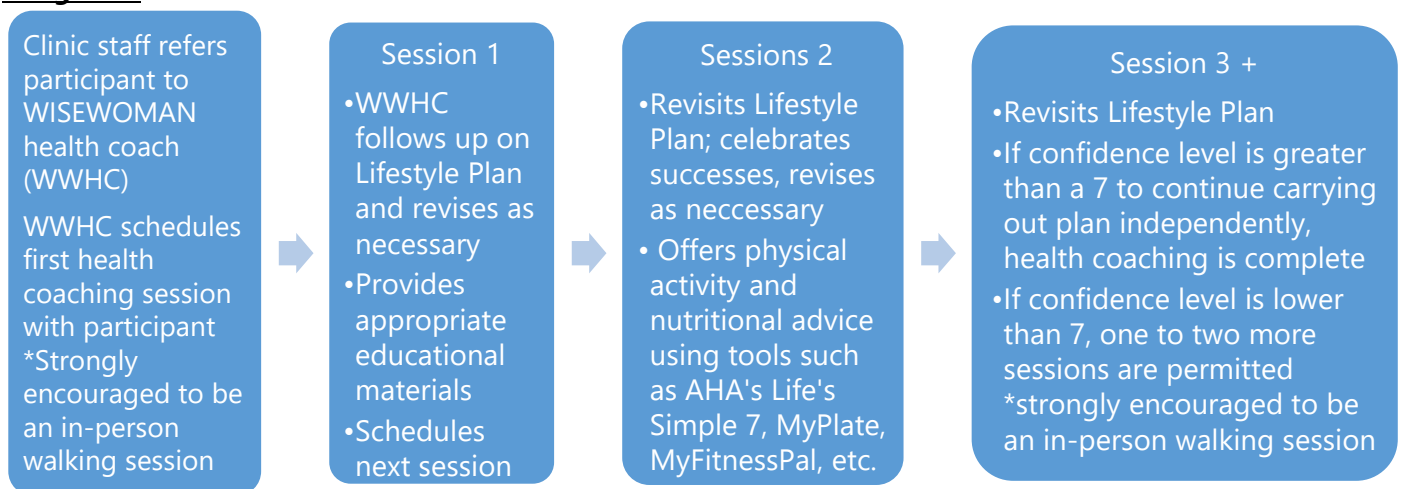 Clinic staff refers
participant to
WISEWOMAN
health coach
(WWHC)
WWHC schedules
first health
coaching session
with participant
*Strongly
encouraged to be
an in-person
walking session
Session 1
•WWHC
follows up on
Lifestyle Plan
and revises as
necessary
•Provides
appropriate
educational
materials
•Schedules
next session
Sessions 2
•Revisits Lifestyle
Plan; celebrates
successes, revises
as neccessary
• Offers physical
activity and
nutritional advice
using tools such
as AHA's Life's
Simple 7, MyPlate,
MyFitnessPal, etc.
Session 3 +
•Revisits Lifestyle Plan
•If confidence level is greater
than a 7 to continue carrying
out plan independently,
health coaching is complete
•If confidence level is lower
than 7, one to two more
sessions are permitted
*strongly encouraged to be
an in-person walking session